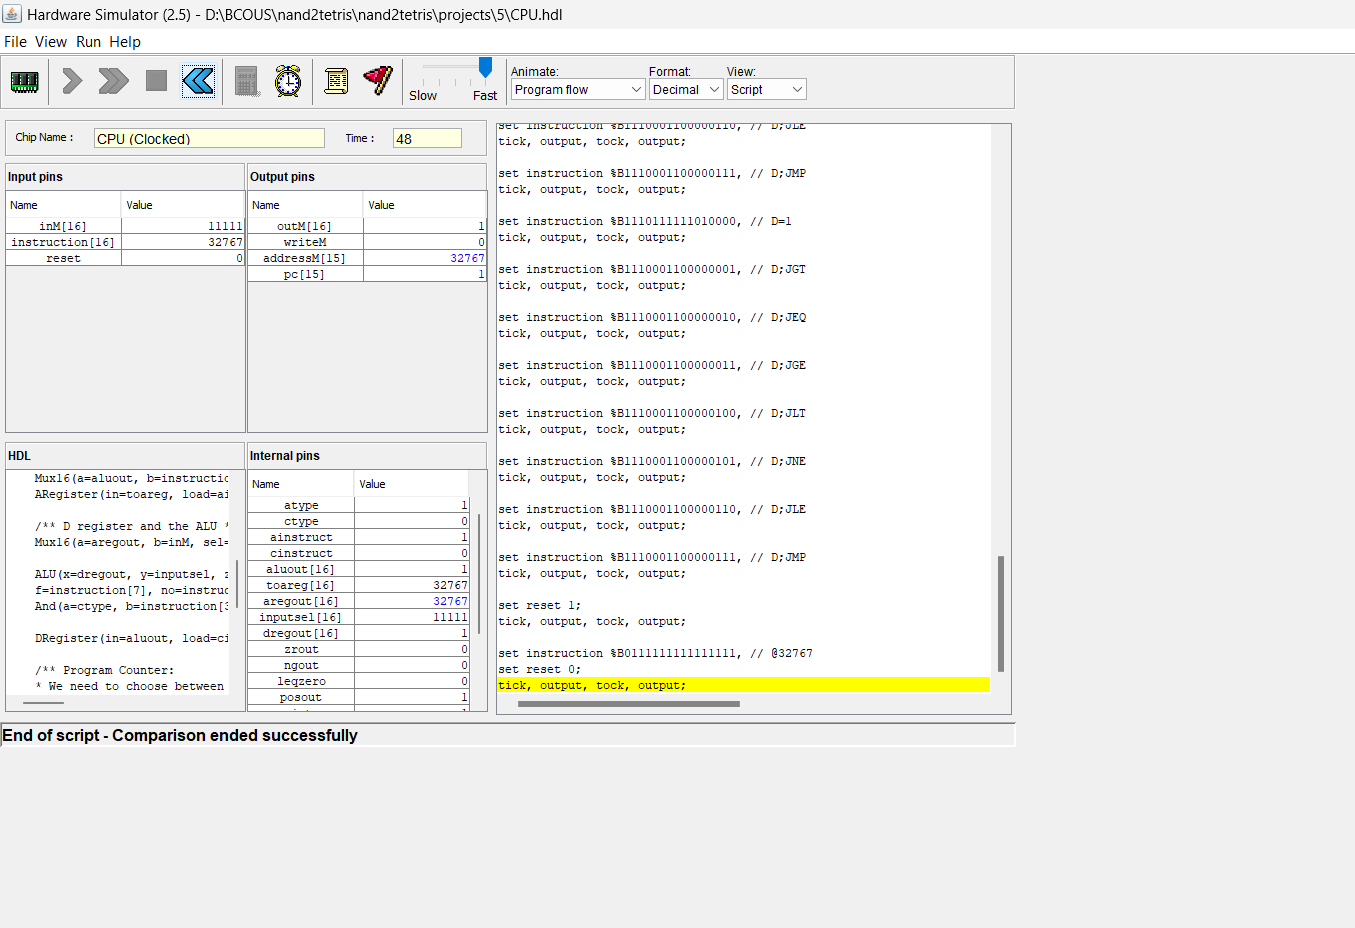 Hardware Simulator (2.5) - D:\BCOUS\nand2tetris\nand2tetris\projects\5\CPU.hdl
File View Run Help
Slow Fast
Animate: Format: View:
Program flow Decimal Script
Chip Name : CPU (Clocked) Time : 48
Input pins
Name Value
inM[16] 11111
instruction[16] 32767
reset 0
Output pins
Name Value
outM[16] 1
writeM 0
addressM[15] 32767
pc[15] 1
HDL
Mux16(a=aluout, b=instructic
ARegister(in=toareg, load=ai
/** D register and the ALU *
Mux16(a=aregout, b=inM, sel=
ALU(x=dregout, y=inputsel, z
f=instruction[7], no=instruc
And(a=ctype, b=instruction[3
DRegister(in=aluout, load=ci
/** Program Counter:
* We need to choose between
Internal pins
Name Value
atype 1
ctype 0
ainstruct 1
cinstruct 0
aluout[16] 1
toareg[16] 32767
aregout[16] 32767
inputsel[16] 11111
dregout[16] 1
zrout 0
ngout 0
leqzero 0
posout 1
set instruction %B1110001100000110, // D;JLE
tick, output, tock, output;
set instruction %B1110001100000111, // D;JMP
tick, output, tock, output;
set instruction %B1110111111010000, // D=1
tick, output, tock, output;
set instruction %B1110001100000001, // D;JGT
tick, output, tock, output;
set instruction %B1110001100000010, // D;JEQ
tick, output, tock, output;
set instruction %B1110001100000011, // D;JGE
tick, output, tock, output;
set instruction %B1110001100000100, // D;JLT
tick, output, tock, output;
set instruction %B1110001100000101, // D;JNE
tick, output, tock, output;
set instruction %B1110001100000110, // D;JLE
tick, output, tock, output;
set instruction %B1110001100000111, // D;JMP
tick, output, tock, output;
set reset 1;
tick, output, tock, output;
set instruction %B0111111111111111, // @32767
set reset 0;
tick, output, tock, output;
End of script - Comparison ended successfully